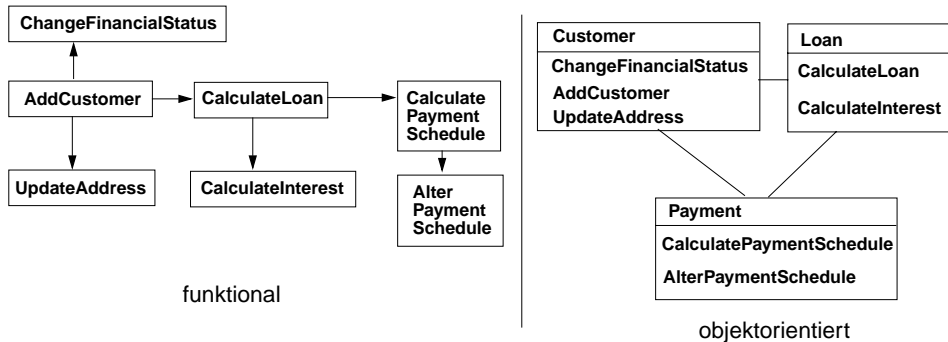 ChangeFinancialStatus
AddCustomer
CalculateLoan
Calculate
Payment
Schedule
UpdateAddress
CalculateInterest
Alter
Payment
Schedule
funktional
Customer
ChangeFinancialStatus
AddCustomer
UpdateAddress
Loan
CalculateLoan
CalculateInterest
Payment
CalculatePaymentSchedule
AlterPaymentSchedule
objektorientiert